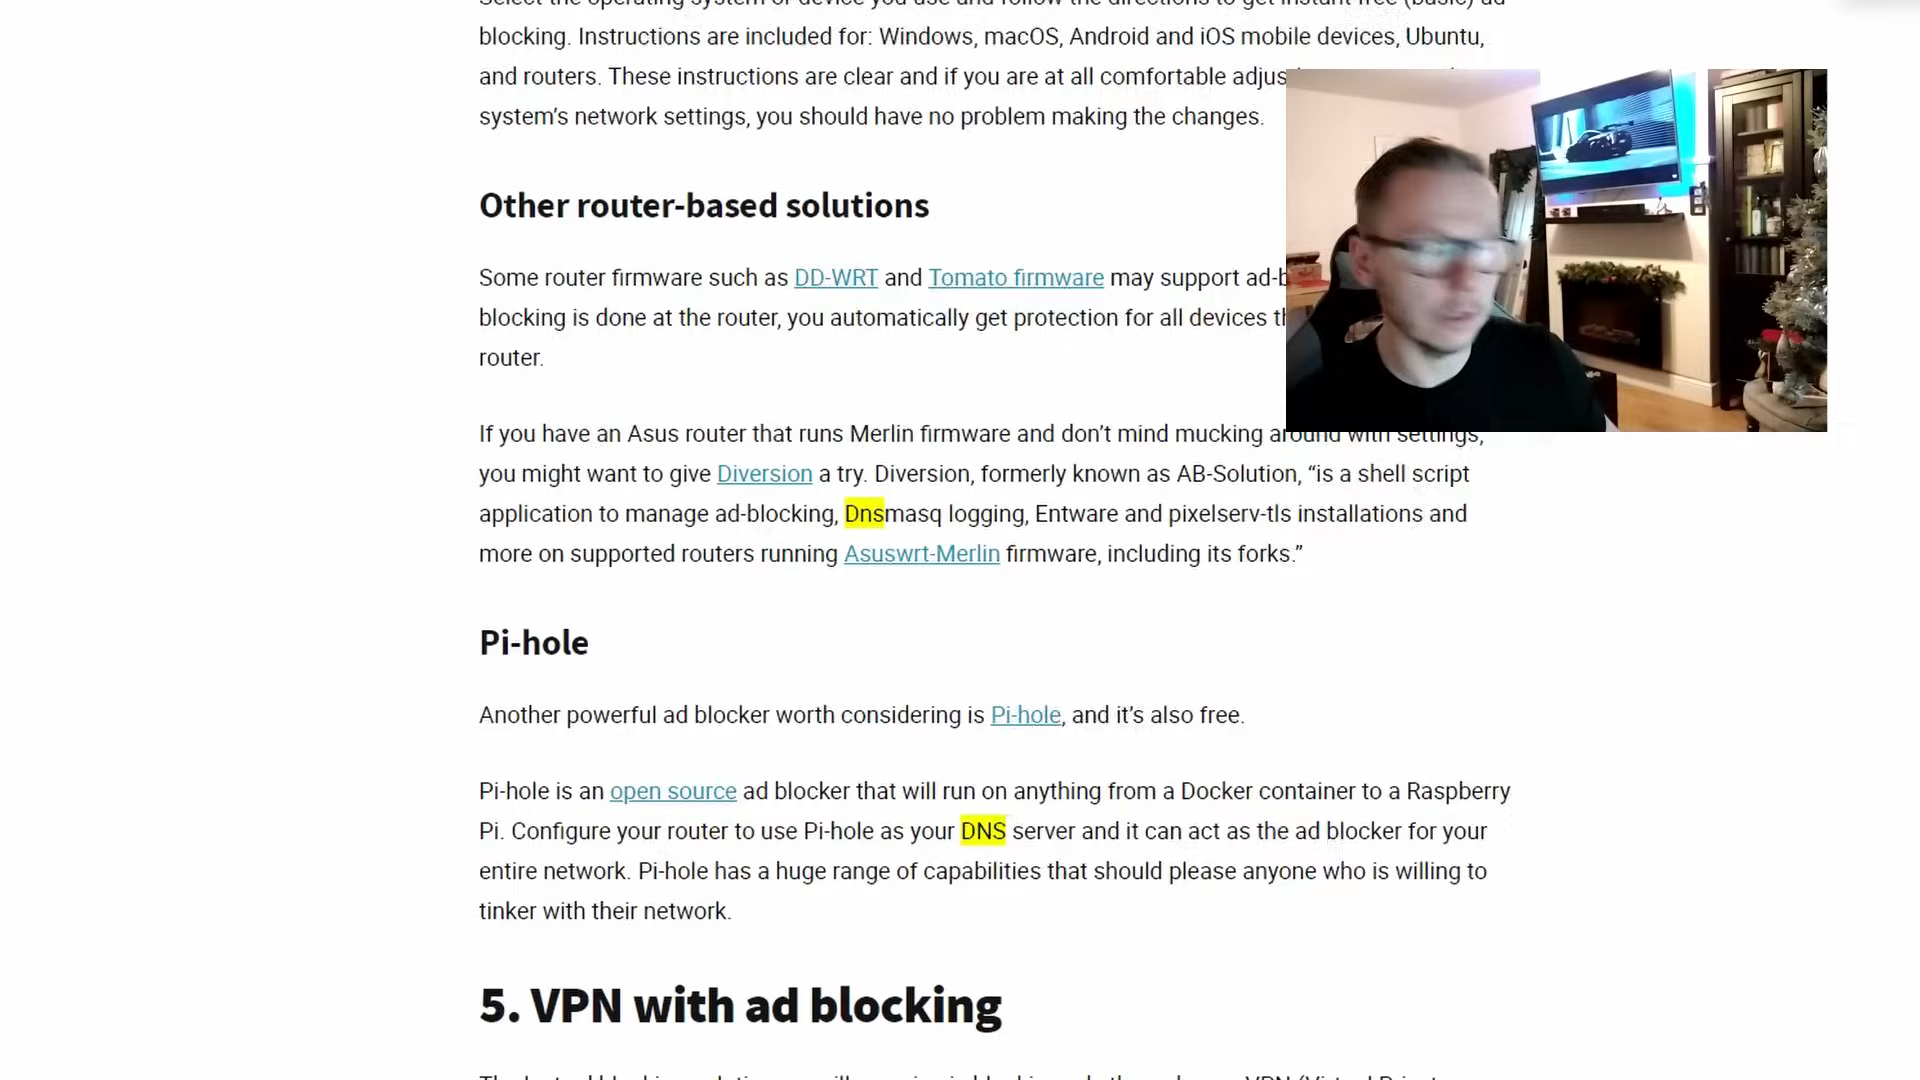 blocking. Instructions are included for: Windows, macOS, Android and iOS mobile devices, Ubuntu,
and routers. These instructions are clear and if you are at all comfortable
system’s network settings, you should have no problem making the changes.
Other router-based solutions
Some router firmware such as DD-WRT and Tomato firmware may support
blocking is done at the router, you automatically get protection for all devices
router.
If you have an Asus router that runs Merlin firmware and don’t mind mucking around with settings,
you might want to give Diversion a try. Diversion, formerly known as AB-Solution, “is a shell script
application to manage ad-blocking, Dnsmasq logging, Entware and pixelserv-tls installations and
more on supported routers running Asuswrt-Merlin firmware, including its forks.”
Pi-hole
Another powerful ad blocker worth considering is Pi-hole, and it’s also free.
Pi-hole is an open source ad blocker that will run on anything from a Docker container to a Raspberry
Pi. Configure your router to use Pi-hole as your DNS server and it can act as the ad blocker for your
entire network. Pi-hole has a huge range of capabilities that should please anyone who is willing to
tinker with their network.
5. VPN with ad blocking